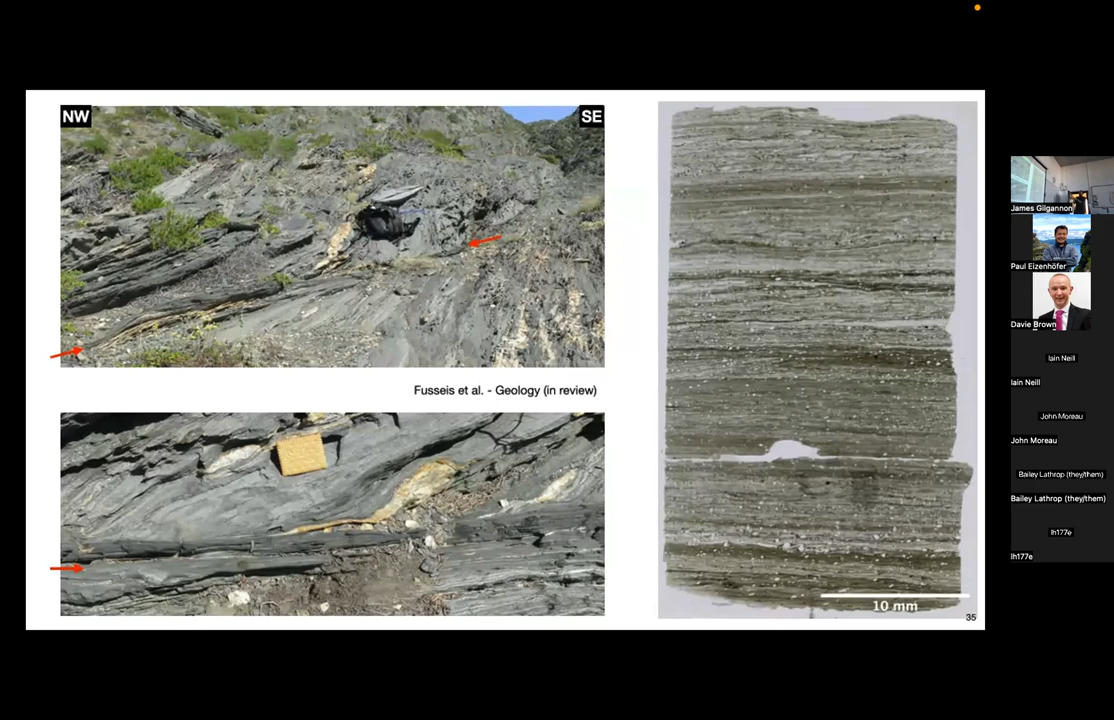 NW
SE
Fusseis et al. - Geology (in review)
10 mm
35
James Gilgannon
Paul Eizenhöfer
Davie Brown
Iain Neill
Iain Neill
John Moreau
John Moreau
Bailey Lathrop (they/them)
Bailey Lathrop (they/them)
lh177e
lh177e